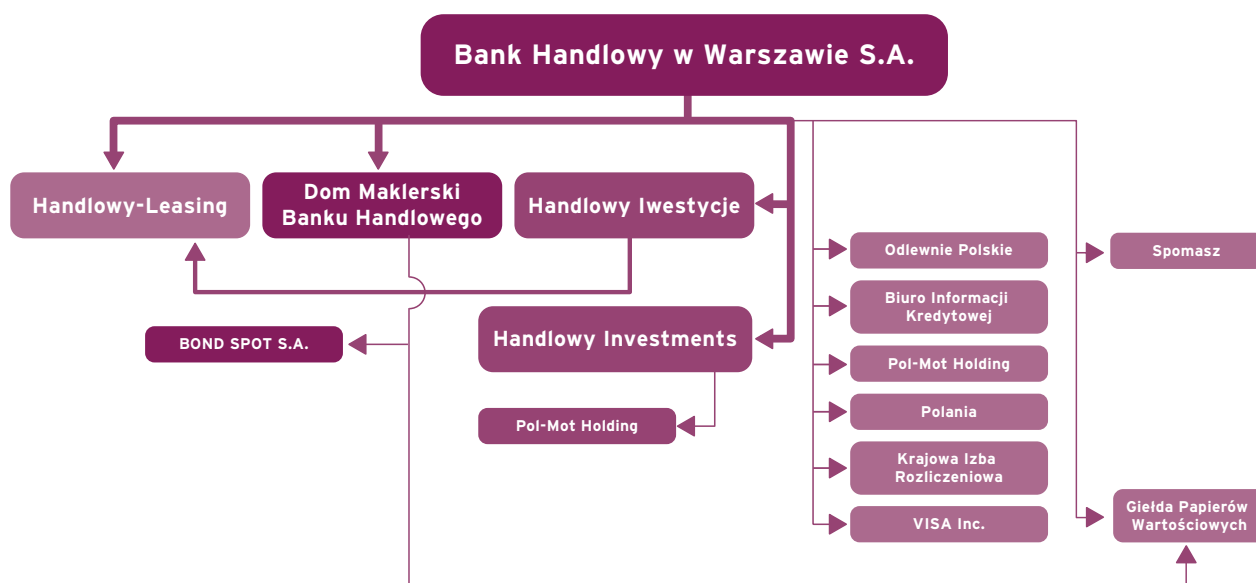 Bank Handlowy w Warszawie S.A.
Handlowy-Leasing
Dom Maklerski
Banku Handlowego
Handlowy Iwestycje
Odlewnie Polskie
Spomasz
Biuro Informacji
Kredytowej
BOND SPOT S.A.
Handlowy Investments
Pol-Mot Holding
Polania
Pol-Mot Holding
Krajowa Izba
Rozliczeniowa
VISA Inc.
Giełda Papierów
Wartościowych